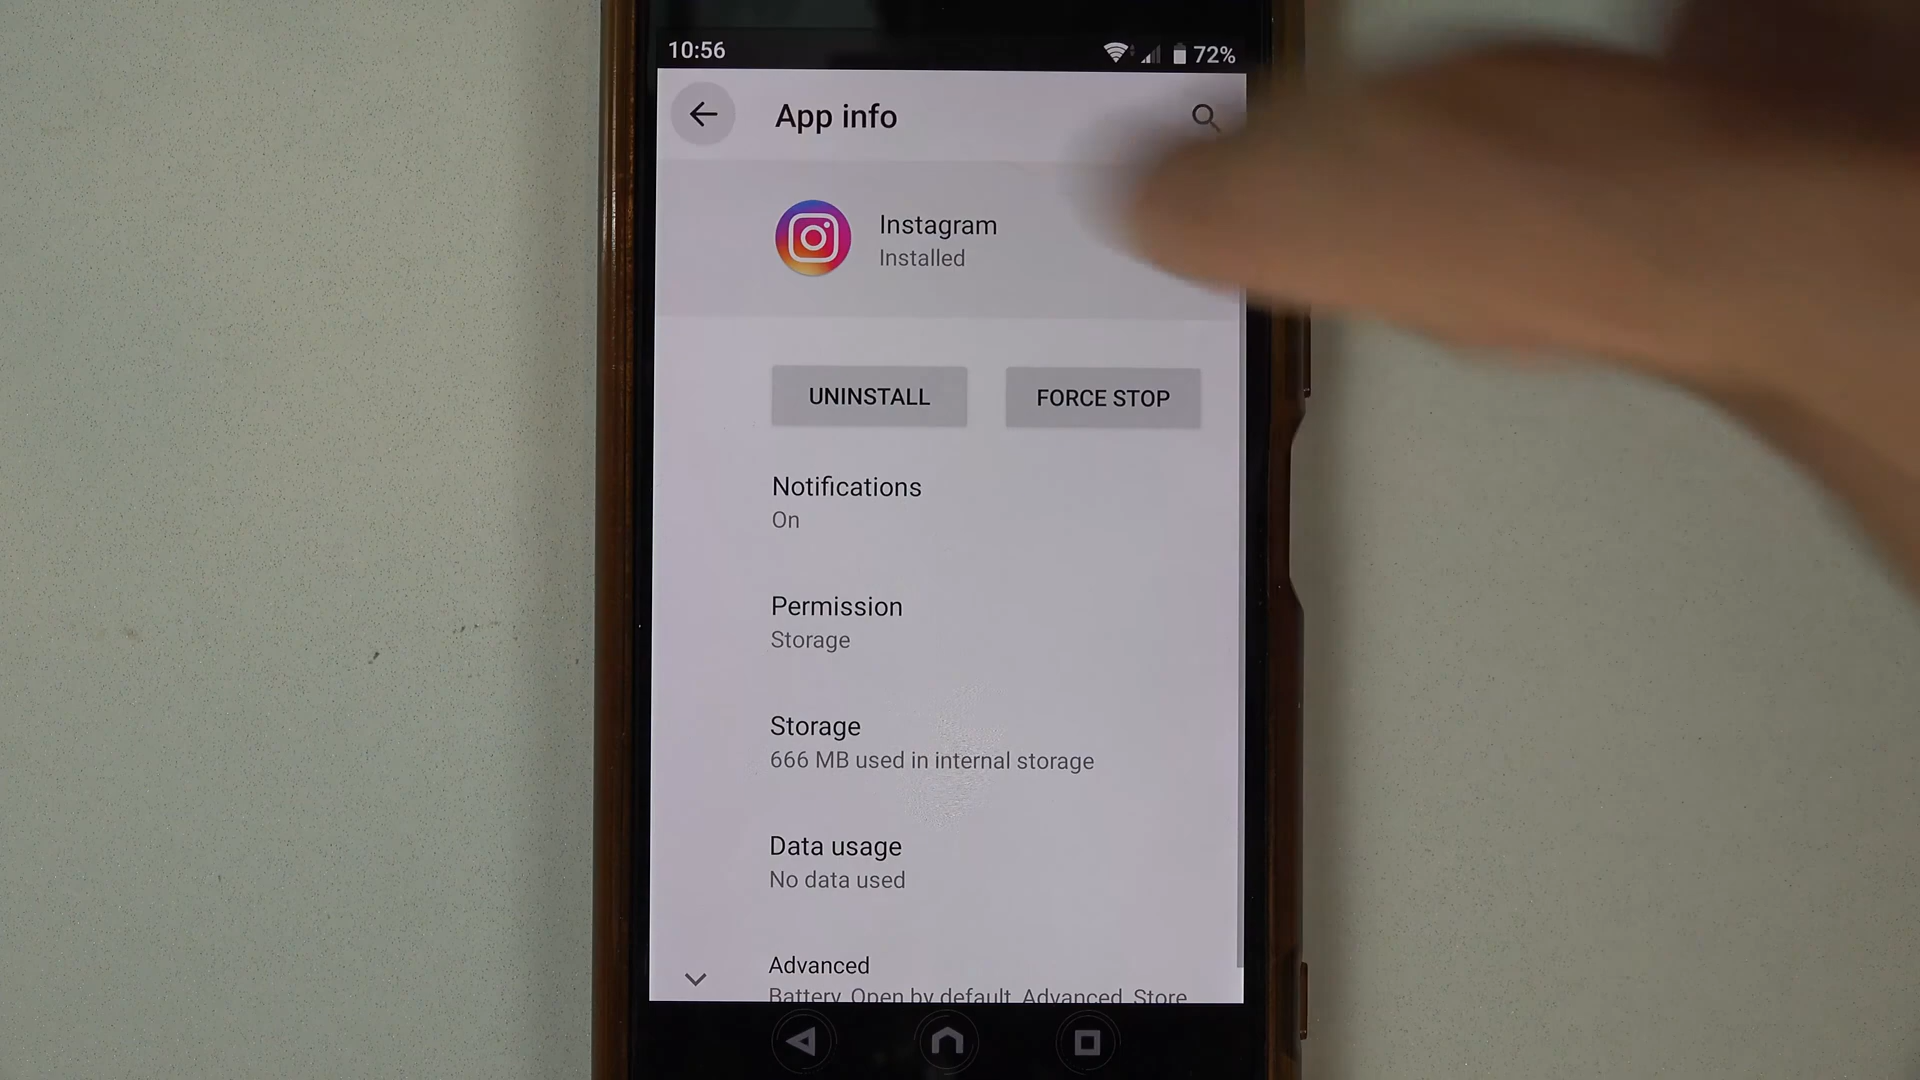 10:56
72%
App info
Instagram
Installed
UNINSTALL
FORCE STOP
Notifications
On
Permission
Storage
Storage
666 MB used in internal storage
Data usage
No data used
Advanced
Battery, Open by default, Advanced, Store